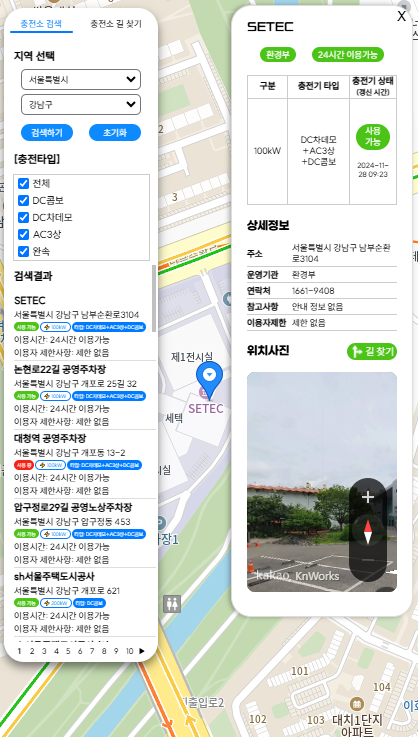 충전소 검색
충전소 길 찾기
지역 선택
서울특별시
강남구
검색하기
초기화
[충전타입]
전체
DC콤보
DC차데모
AC3상
완속
검색결과
SETEC
서울특별시 강남구 남부순환로3104
사용 가능 100kW 타입: DC차데모+AC3상+DC콤보
이용시간: 24시간 이용가능
이용자 제한사항: 제한 없음
논현로22길 공영주차장
서울특별시 강남구 개포로 25길 32
사용 가능 100kW 타입: DC차데모+AC3상+DC콤보
이용시간: 24시간 이용가능
이용자 제한사항: 제한 없음
대청역 공영주차장
서울특별시 강남구 개포동 13-2
사용 중 100kW 타입: DC차데모+AC3상+DC콤보
이용시간: 24시간 이용가능
이용자 제한사항: 제한 없음
압구정로29길 공영노상주차장
서울특별시 강남구 압구정동 453
사용 가능 100kW 타입: DC차데모+AC3상+DC콤보
이용시간: 24시간 이용가능
이용자 제한사항: 제한 없음
sh서울주택도시공사
서울특별시 강남구 개포로 621
사용 가능 200kW 타입: DC콤보
이용시간: 24시간 이용가능
이용자 제한사항: 제한 없음
1 2 3 4 5 6 7 8 9 10 ▶
2
3
제1전시실
SETEC
세텍
시실
차장1
출입로2
101
104
102
103
대치1단지
아파트
이화
X
SETEC
환경부
24시간 이용가능
구분
충전기 타입
충전기 상태
(갱신 시간)
100kW
DC차데모
+AC3상
+DC콤보
사용
가능
2024-11-
28 09:23
상세정보
주소
서울특별시 강남구 남부순환
로3104
운영기관 환경부
연락처 1661-9408
참고사항 안내 정보 없음
이용자제한 제한 없음
위치사진
길 찾기
kakao KnWorks